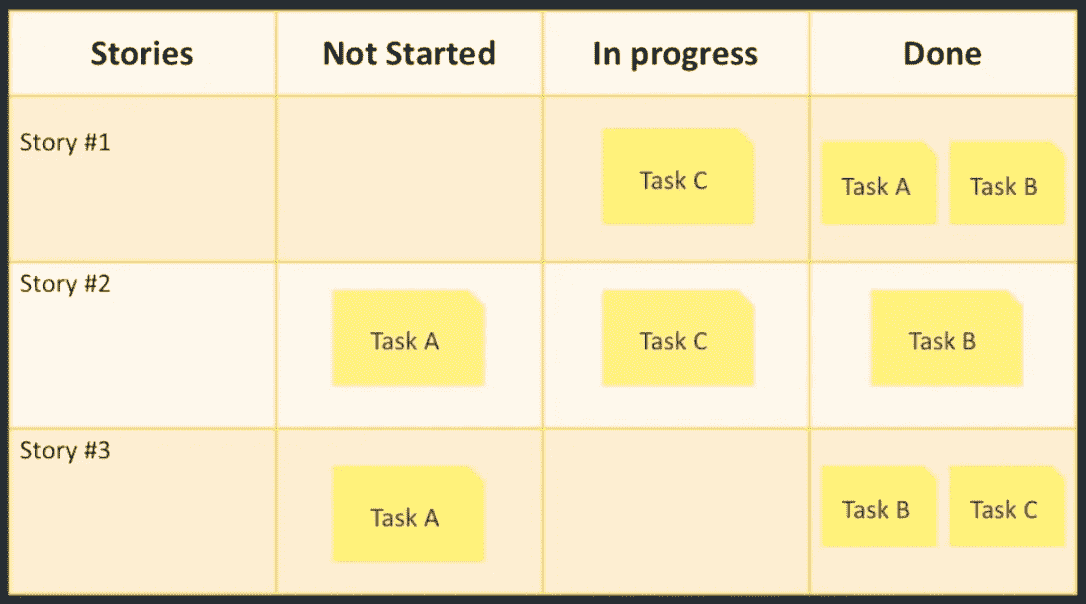 Stories Not Started In progress Done
Story #1
Task C Task A Task B
Story #2
Task A Task C Task B
Story #3
Task A Task B Task C